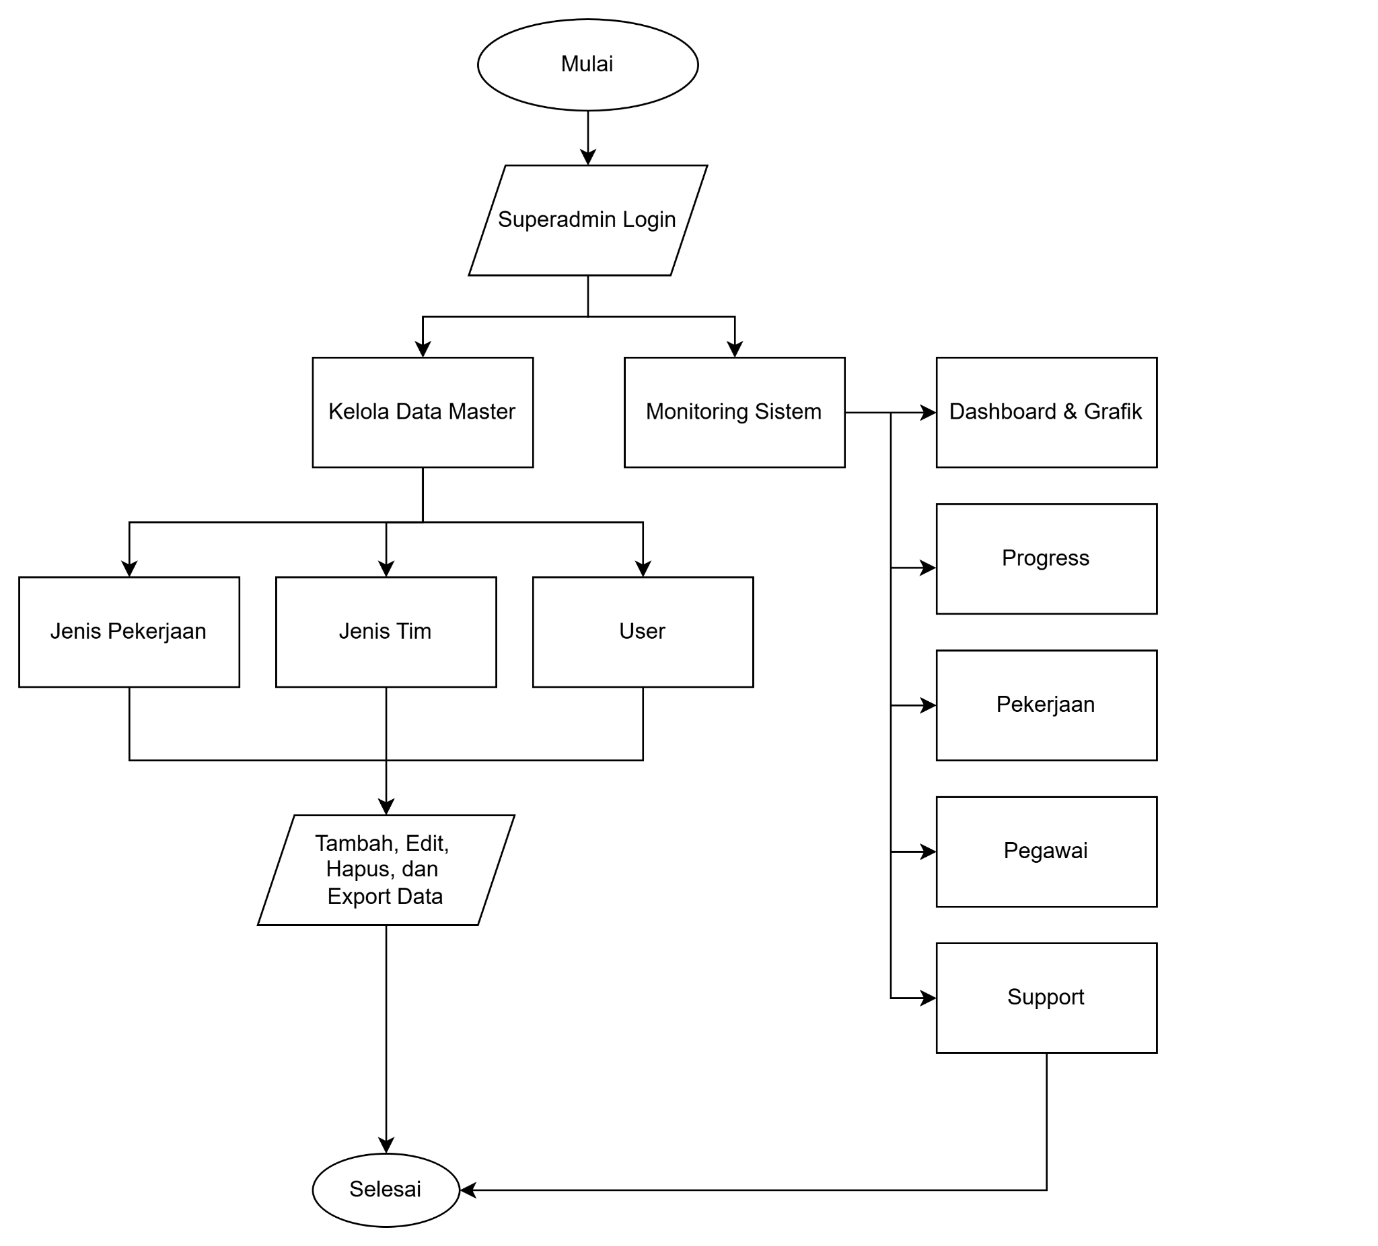 Mulai
Superadmin Login
Kelola Data Master
Monitoring Sistem
Dashboard & Grafik
Progress
Jenis Pekerjaan
Jenis Tim
User
Pekerjaan
Tambah, Edit,
Hapus, dan
Export Data
Pegawai
Support
Selesai